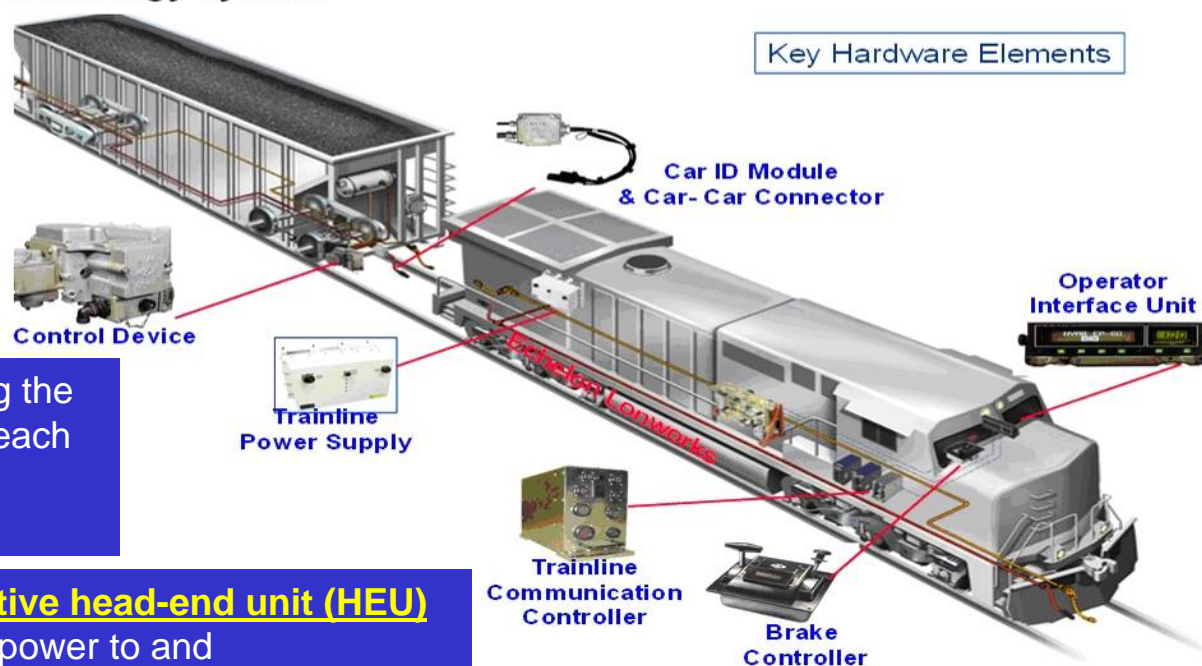 Key Hardware Elements
Car ID Module
& Car- Car Connector
Operator
Interface Unit
Control Device
Echelon Lonworks
Trainline
Power Supply
g the
each
Trainline
Communication
Controller
Brake
Controller
tive head-end unit (HEU)
power to and